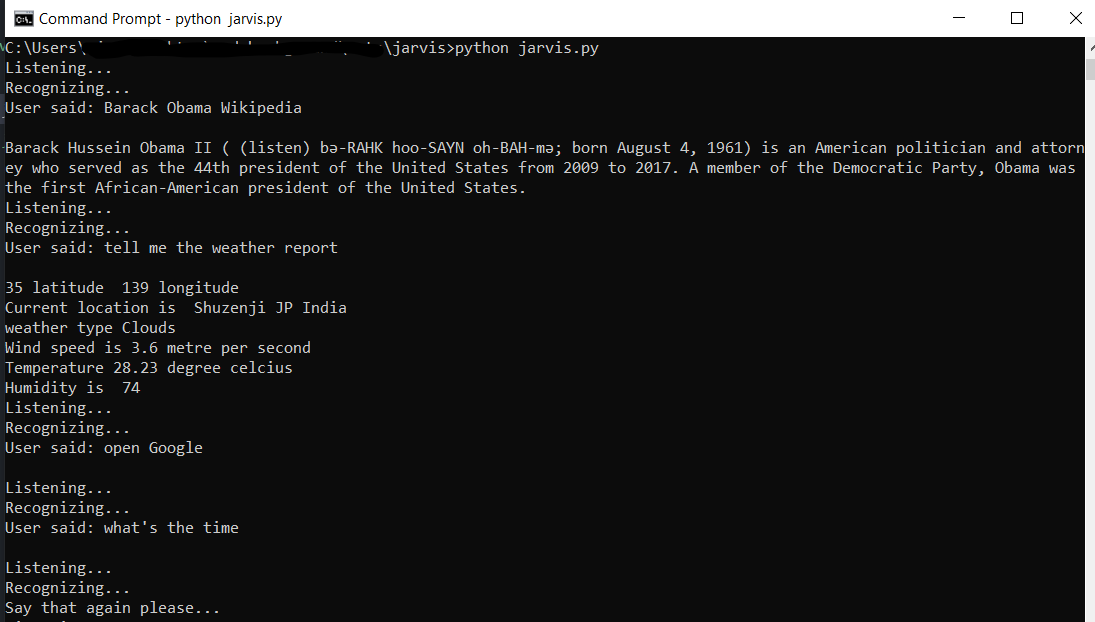 Command Prompt - python jarvis.py
C:\Users\ \jarvis>python jarvis.py
Listening...
Recognizing...
User said: Barack Obama Wikipedia
Barack Hussein Obama II ( (listen) bə-RAHK hoo-SAYN oh-BAH-mə; born August 4, 1961) is an American politician and attorn
ey who served as the 44th president of the United States from 2009 to 2017. A member of the Democratic Party, Obama was
the first African-American president of the United States.
Listening...
Recognizing...
User said: tell me the weather report
35 latitude  139 longitude
Current location is  Shuzenji JP India
weather type Clouds
Wind speed is 3.6 metre per second
Temperature 28.23 degree celcius
Humidity is  74
Listening...
Recognizing...
User said: open Google
Listening...
Recognizing...
User said: what's the time
Listening...
Recognizing...
Say that again please...